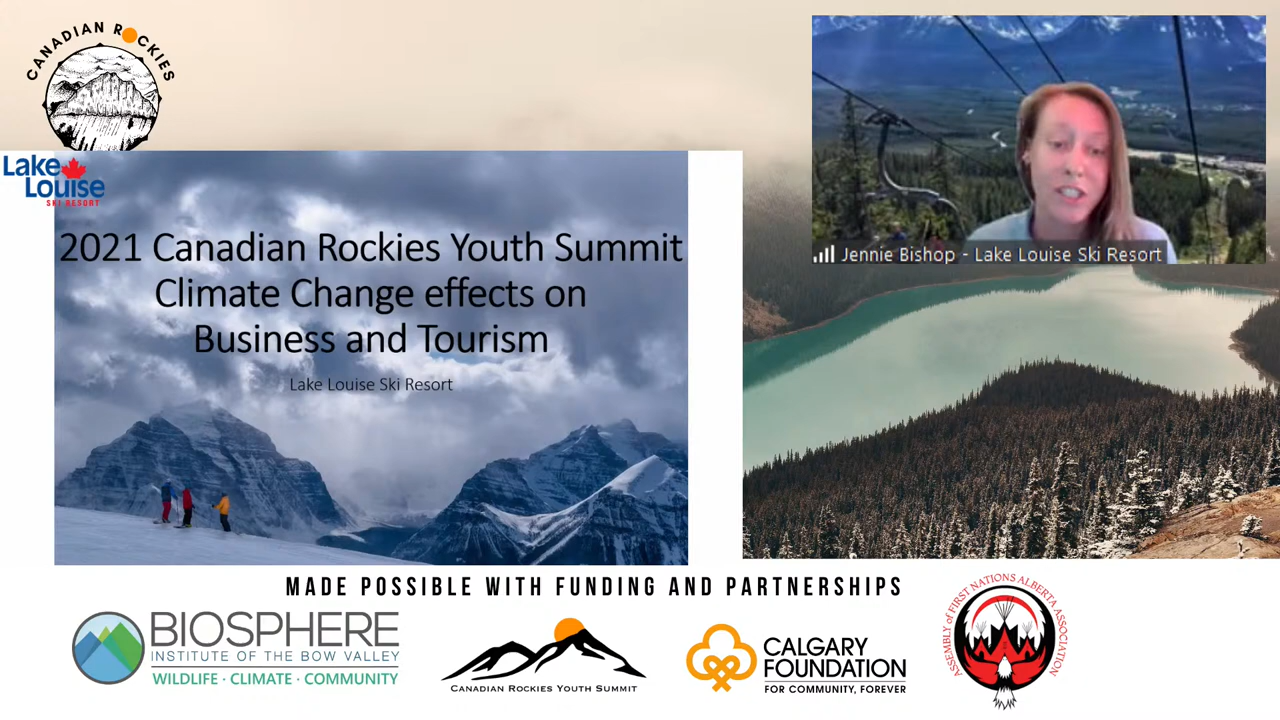 CANADIAN ROCKIES
Lake
Louise
SKI RESORT
2021 Canadian Rockies Youth Summit
Climate Change effects on
Business and Tourism
Lake Louise Ski Resort
Jennie Bishop - Lake Louise Ski Resort
MADE POSSIBLE WITH FUNDING AND PARTNERSHIPS
BIOSPHERE
INSTITUTE OF THE BOW VALLEY
WILDLIFE · CLIMATE · COMMUNITY
CANADIAN ROCKIES YOUTH SUMMIT
CALGARY
FOUNDATION
FOR COMMUNITY, FOREVER
ASSEMBLY of FIRST NATIONS ALBERTA ASSOCIATION